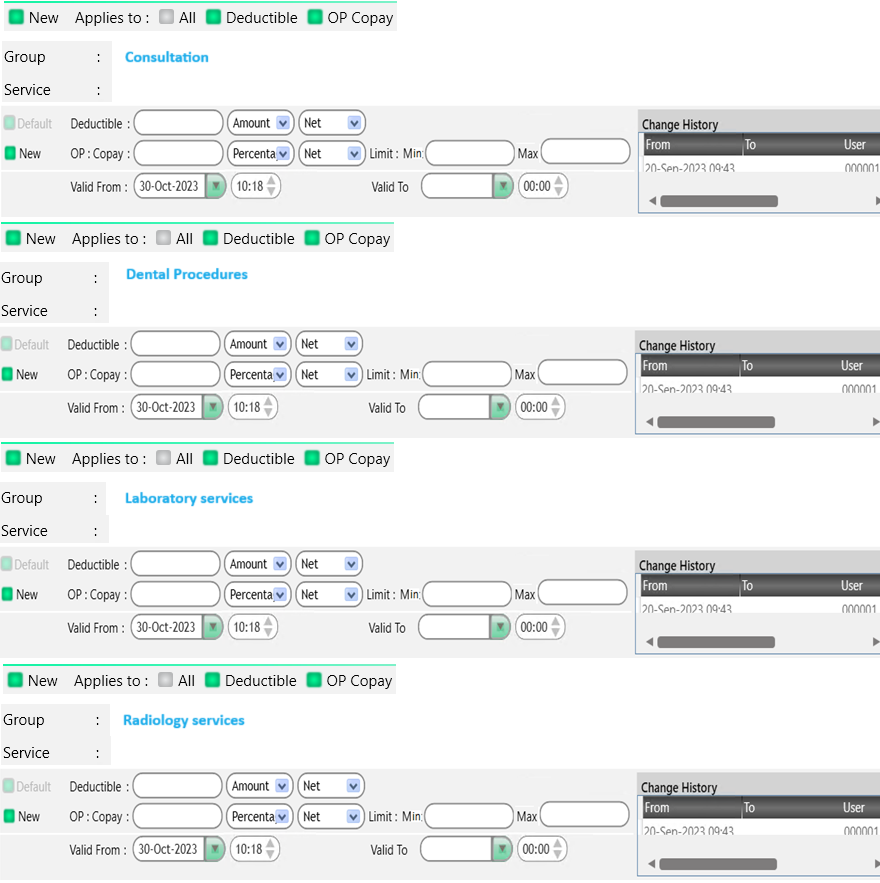 New Applies to : All Deductible OP Copay
Group : Consultation
Service :
Default Deductible : Amount Net
New OP : Copay : Percenta Net Limit : Min: Max
Valid From : 30-Oct-2023 10:18 Valid To 00:00
Change History
From To User
20-Sep-2023 09:43 000001
New Applies to : All Deductible OP Copay
Group : Dental Procedures
Service :
Default Deductible : Amount Net
New OP : Copay : Percenta Net Limit : Min: Max
Valid From : 30-Oct-2023 10:18 Valid To 00:00
Change History
From To User
20-Sep-2023 09:43 000001
New Applies to : All Deductible OP Copay
Group : Laboratory services
Service :
Default Deductible : Amount Net
New OP : Copay : Percenta Net Limit : Min: Max
Valid From : 30-Oct-2023 10:18 Valid To 00:00
Change History
From To User
20-Sep-2023 09:43 000001
New Applies to : All Deductible OP Copay
Group : Radiology services
Service :
Default Deductible : Amount Net
New OP : Copay : Percenta Net Limit : Min: Max
Valid From : 30-Oct-2023 10:18 Valid To 00:00
Change History
From To User
20-Sep-2023 09:43 000001